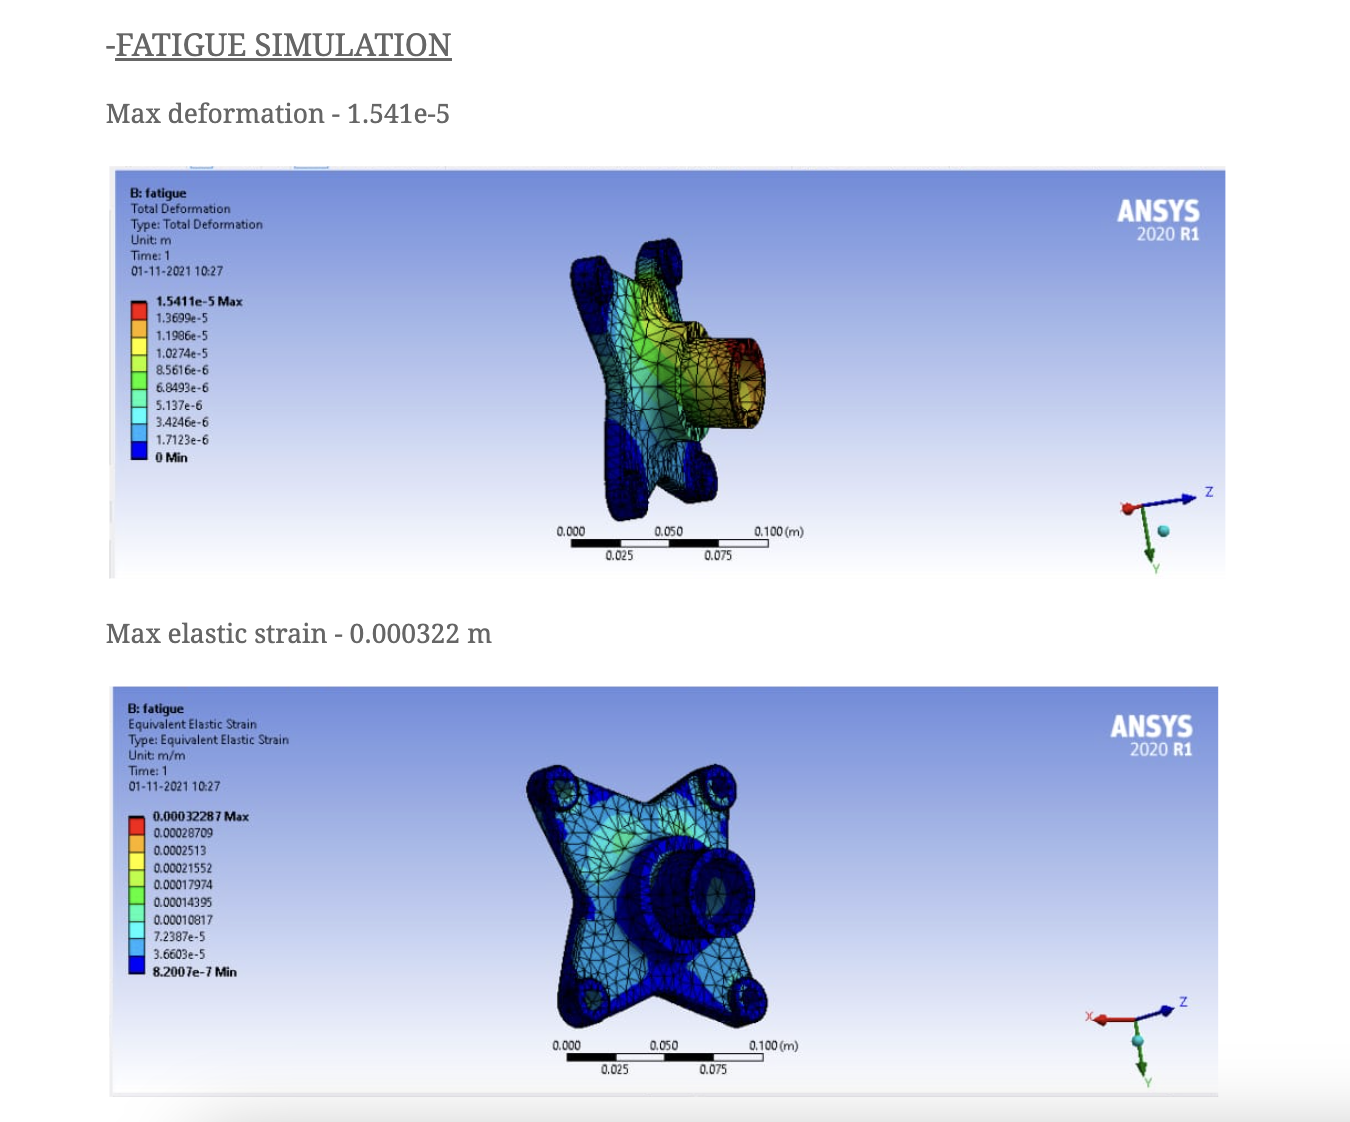 -FATIGUE SIMULATION
Max deformation - 1.541e-5
B: fatigue
Total Deformation
Type: Total Deformation
Unit: m
Time: 1
01-11-2021 10:27
1.5411e-5 Max
1.3699e-5
1.1986e-5
1.0274e-5
8.5616e-6
6.8493e-6
5.137e-6
3.4246e-6
1.7123e-6
0 Min
ANSYS
2020 R1
0.000 0.050 0.100 (m)
0.025 0.075
Z
Y
Max elastic strain - 0.000322 m
B: fatigue
Equivalent Elastic Strain
Type: Equivalent Elastic Strain
Unit: m/m
Time: 1
01-11-2021 10:27
0.00032287 Max
0.00028709
0.0002513
0.00021552
0.00017974
0.00014395
0.00010817
7.2387e-5
3.6603e-5
8.2007e-7 Min
ANSYS
2020 R1
0.000 0.050 0.100 (m)
0.025 0.075
X Z
Y